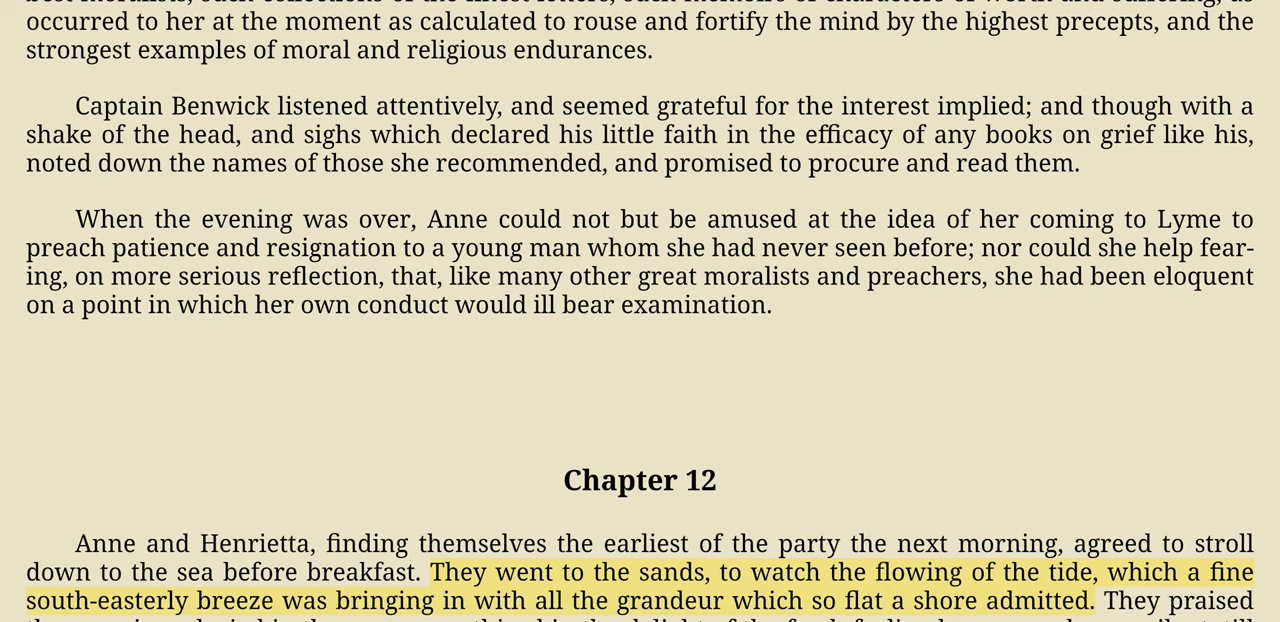 occurred to her at the moment as calculated to rouse and fortify the mind by the highest precepts, and the
strongest examples of moral and religious endurances.
Captain Benwick listened attentively, and seemed grateful for the interest implied; and though with a
shake of the head, and sighs which declared his little faith in the efficacy of any books on grief like his,
noted down the names of those she recommended, and promised to procure and read them.
When the evening was over, Anne could not but be amused at the idea of her coming to Lyme to
preach patience and resignation to a young man whom she had never seen before; nor could she help fear-
ing, on more serious reflection, that, like many other great moralists and preachers, she had been eloquent
on a point in which her own conduct would ill bear examination.
Chapter 12
Anne and Henrietta, finding themselves the earliest of the party the next morning, agreed to stroll
down to the sea before breakfast. They went to the sands, to watch the flowing of the tide, which a fine
south-easterly breeze was bringing in with all the grandeur which so flat a shore admitted. They praised